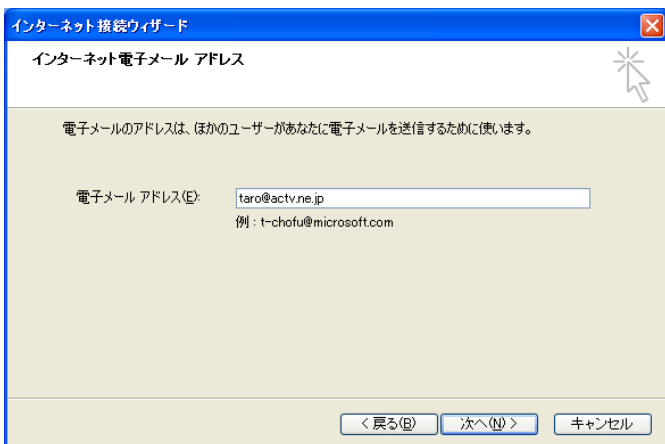 インターネット接続ウィザード
インターネット電子メール アドレス
電子メールのアドレスは、ほかのユーザーがあなたに電子メールを送信するために使います。
電子メール アドレス(E):
taro@actv.ne.jp
例 : t-chofu@microsoft.com
< 戻る(B)
次へ(N) >
キャンセル